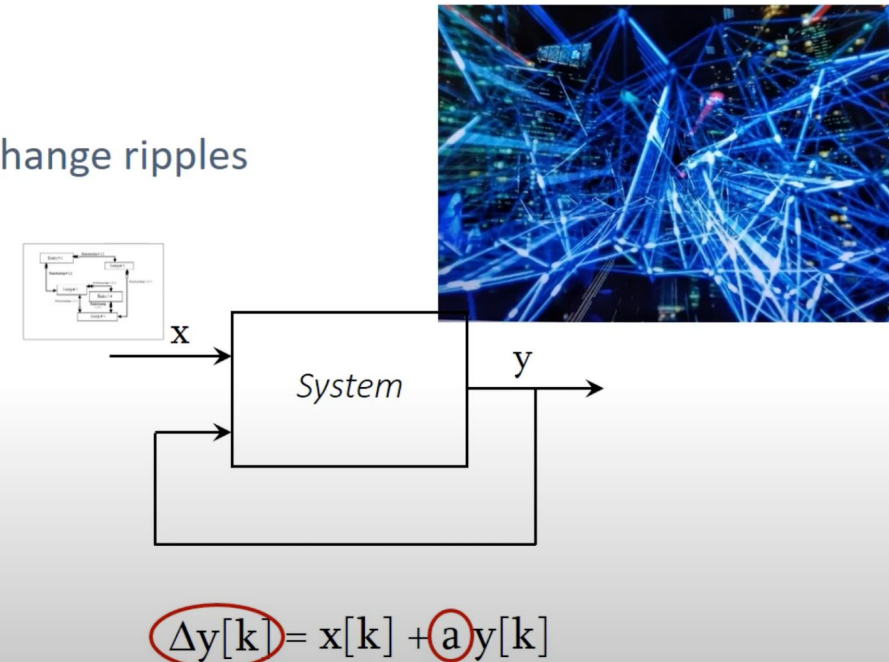 hange ripples
x
System
y
Δy[k] = x[k] + a y[k]